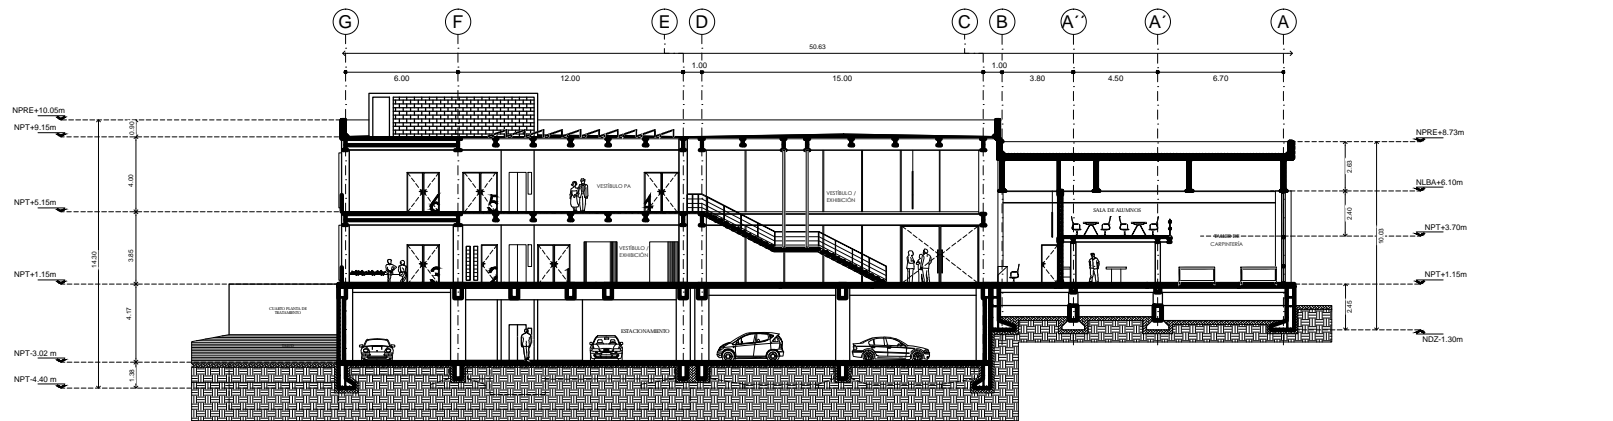 G F E D C B A´´ A´ A
50.63
1.00 1.00
6.00 12.00 15.00 3.80 4.50 6.70
NPRE+10.05m
NPT+9.15m
NPT+5.15m
NPT+1.15m
NPT-3.02 m
NPT-4.40 m
14.30
0.90
4.00
3.85
4.17
1.38
VESTÍBULO PA
VESTÍBULO /
EXHIBICIÓN
VESTÍBULO /
EXHIBICIÓN
SALA DE ALUMNOS
TALLER DE
CARPINTERÍA
CUARTO PLANTA DE
TRATAMIENTO
ESTACIONAMIENTO
2.63
2.40
2.45
10.03
NPRE+8.73m
NLBA+6.10m
NPT+3.70m
NPT+1.15m
NDZ-1.30m